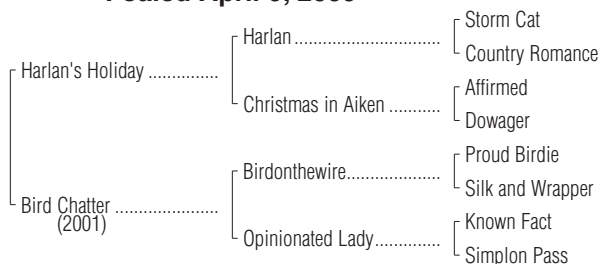 Storm Cat
Harlan ..............................
Country Romance
Harlan's Holiday ..............
Affirmed
Christmas in Aiken ...........
Dowager
Proud Birdie
Birdonthewire...................
Silk and Wrapper
Bird Chatter .....................
(2001)
Known Fact
Opinionated Lady..............
Simplon Pass